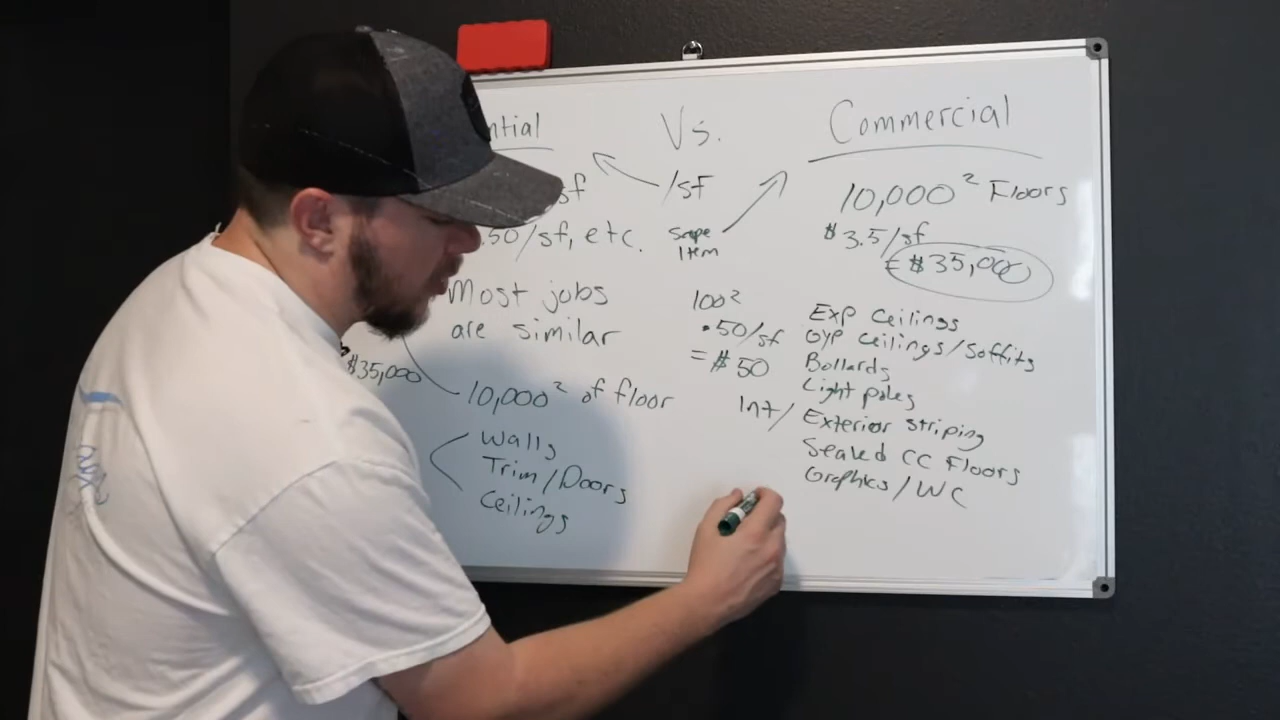 ntial Vs. Commercial
sf
.50/sf, etc.
Most jobs
are similar
$35,000
10,000² of floor
Walls
Trim/Doors
Ceilings
/sf
Scope
Item
100²
.50/sf
= $50
10,000² Floors
$3.5/sf
= $35,000
Exp Ceilings
GYP Ceilings/Soffits
Bollards
Light poles
Int/ Exterior striping
Sealed CC Floors
Graphics/WC